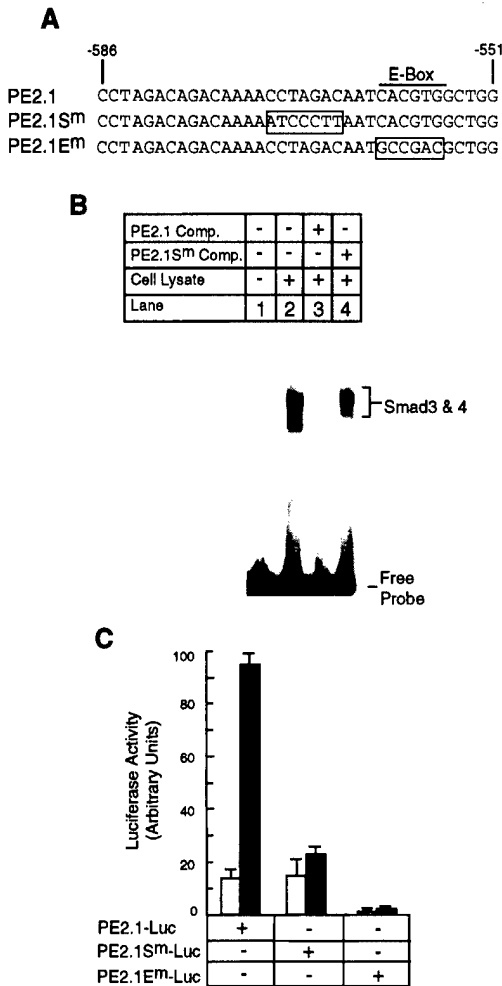 A
-586 -551
E-Box
PE2.1 CCTAGACAGACAAAACCTAGACAATCACGTGGCTGG
PE2.1Sm CCTAGACAGACAAAAATCCCTTAATCACGTGGCTGG
PE2.1Em CCTAGACAGACAAAACCTAGACAATGCCGACGCTGG
B
PE2.1 Comp. - - + -
PE2.1Sm Comp. - - - +
Cell Lysate - + + +
Lane 1 2 3 4
Smad3 & 4
Free
Probe
C
Luciferase Activity
(Arbitrary Units)
100
80
60
40
20
0
PE2.1-Luc + - -
PE2.1Sm-Luc - + -
PE2.1Em-Luc - - +